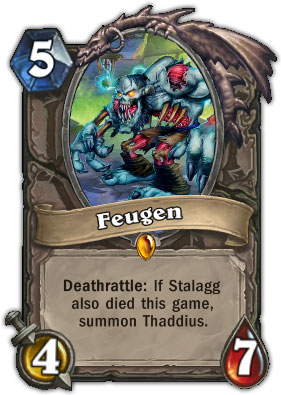 5
Feugen
Deathrattle: If Stalagg
also died this game,
summon Thaddius.
4
7